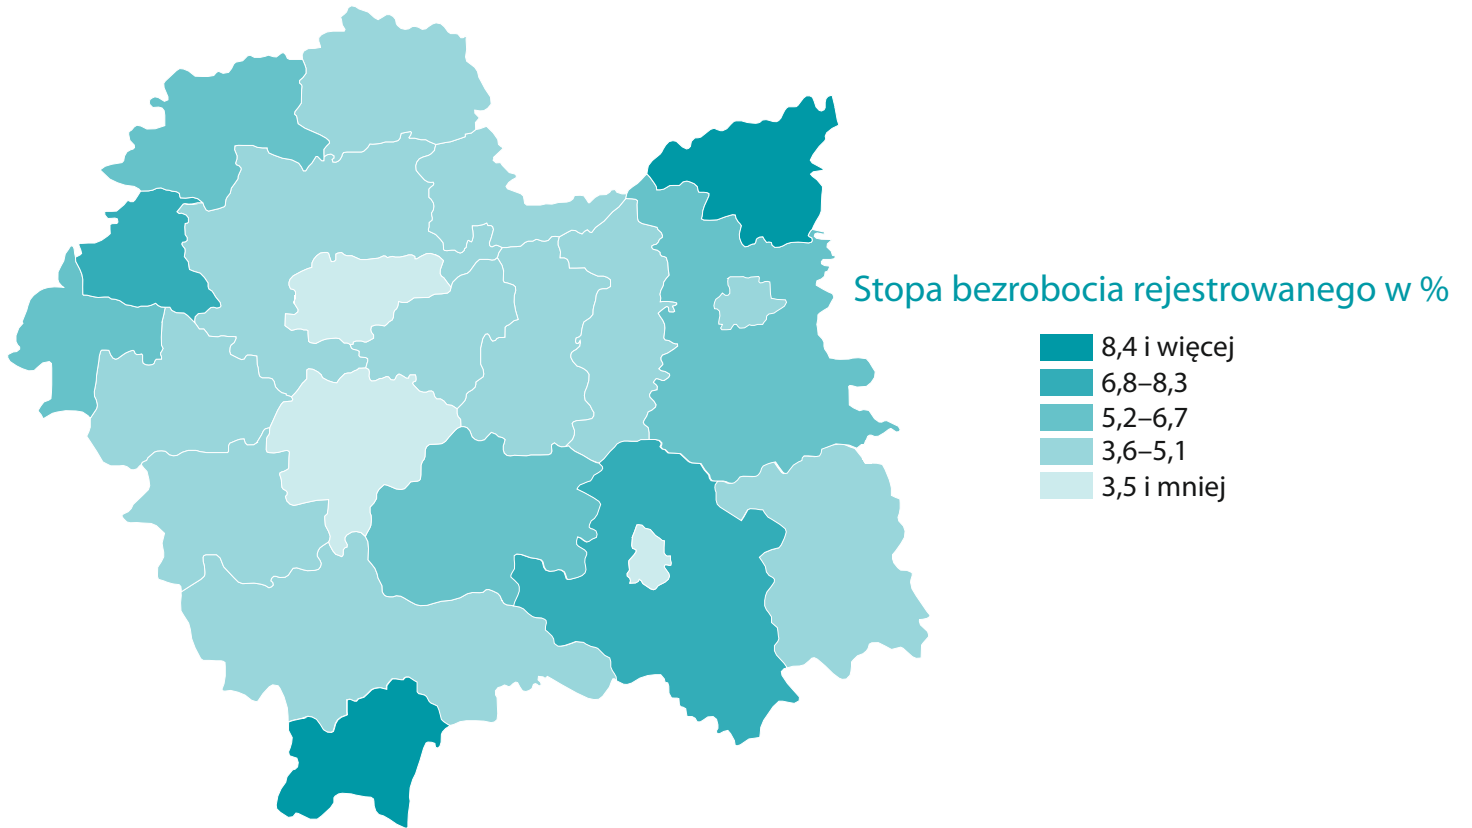 Stopa bezrobocia rejestrowanego w %
8,4 i więcej
6,8–8,3
5,2–6,7
3,6–5,1
3,5 i mniej